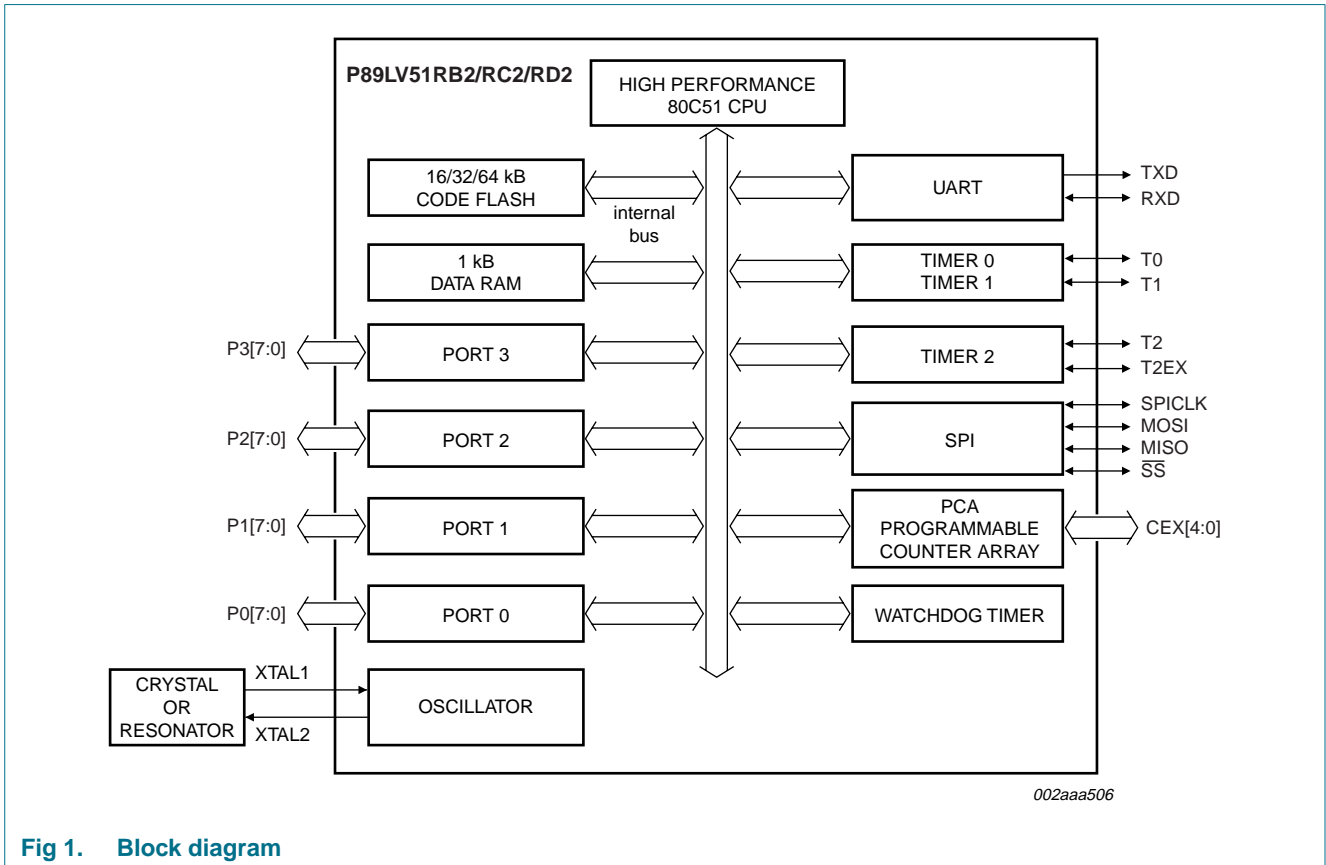 P89LV51RB2/RC2/RD2
HIGH PERFORMANCE
80C51 CPU
16/32/64 kB
CODE FLASH
internal
bus
UART
TXD
RXD
1 kB
DATA RAM
TIMER 0
TIMER 1
T0
T1
P3[7:0]
PORT 3
TIMER 2
T2
T2EX
P2[7:0]
PORT 2
SPI
SPICLK
MOSI
MISO
S̅S̅
P1[7:0]
PORT 1
PCA
PROGRAMMABLE
COUNTER ARRAY
CEX[4:0]
P0[7:0]
PORT 0
WATCHDOG TIMER
CRYSTAL
OR
RESONATOR
XTAL1
XTAL2
OSCILLATOR
002aaa506
Fig 1. Block diagram